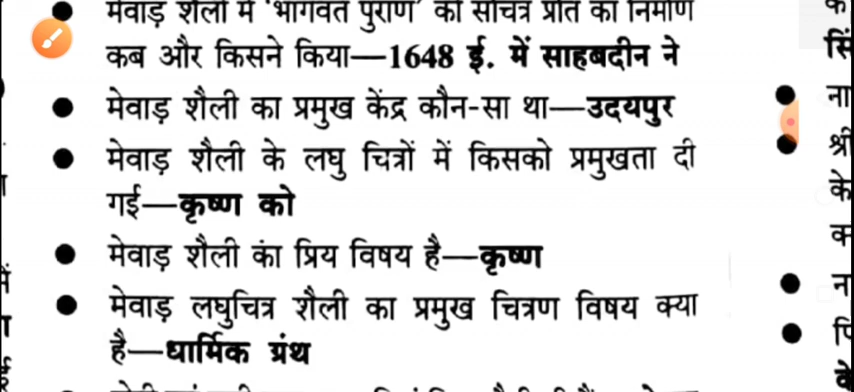 मेवाड़ शैली में 'भागवत पुराण' की सचित्र प्रति का निर्माण
कब और किसने किया—1648 ई. में साहबदीन ने
मेवाड़ शैली का प्रमुख केंद्र कौन-सा था—उदयपुर
मेवाड़ शैली के लघु चित्रों में किसको प्रमुखता दी
गई—कृष्ण को
मेवाड़ शैली का प्रिय विषय है—कृष्ण
मेवाड़ लघुचित्र शैली का प्रमुख चित्रण विषय क्या
है—धार्मिक ग्रंथ
सिं
ना
श्री
के